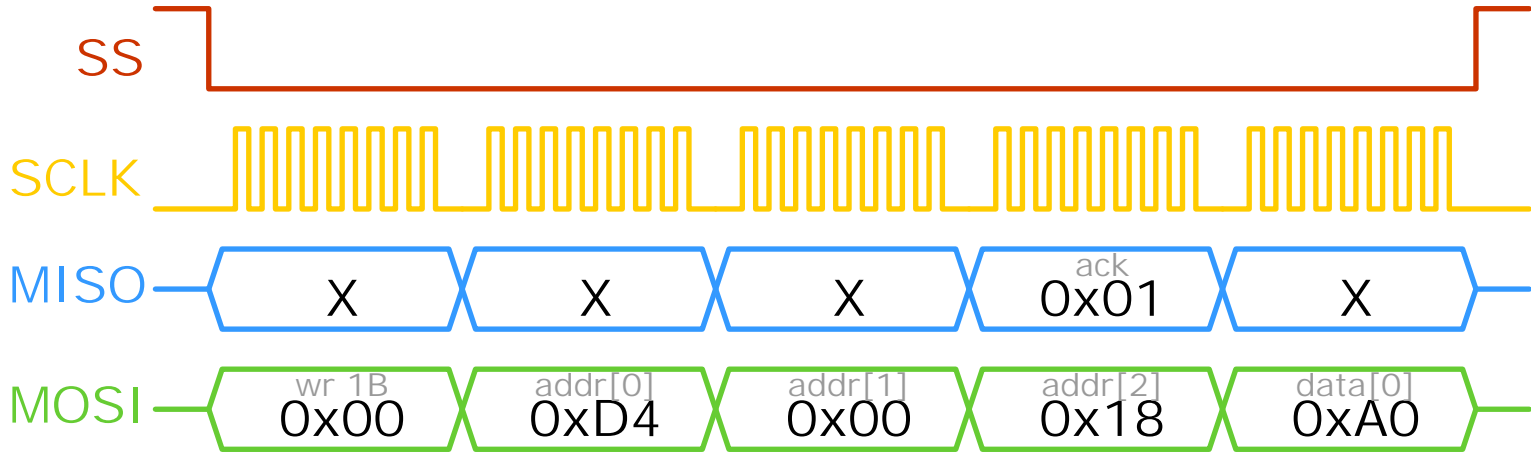 SS
SCLK
MISO X X X ack 0x01 X
MOSI wr 1B 0x00 addr[0] 0xD4 addr[1] 0x00 addr[2] 0x18 data[0] 0xA0